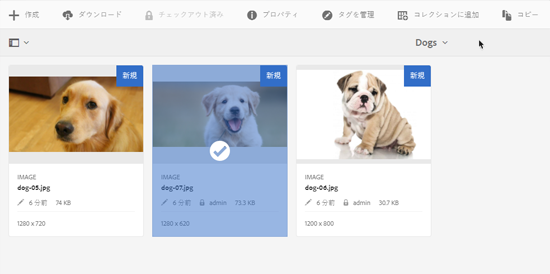 作成 ダウンロード チェックアウト済み プロパティ タグを管理 コレクションに追加 コピー
Dogs
新規 新規 新規
IMAGE IMAGE IMAGE
dog-05.jpg dog-07.jpg dog-06.jpg
6 分前 74 KB 6 分前 admin 73.3 KB 6 分前 admin 30.7 KB
1280 x 720 1280 x 620 1200 x 800